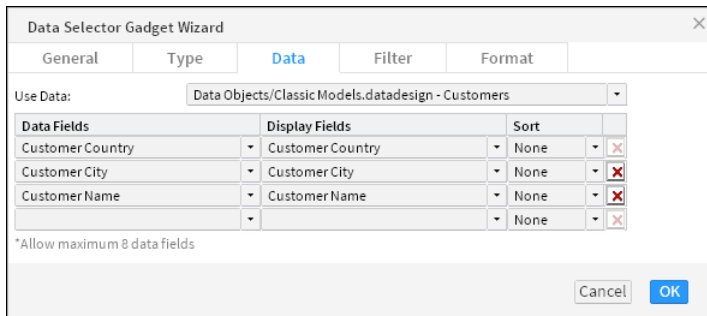 Data Selector Gadget Wizard
General Type Data Filter Format
Use Data: Data Objects/Classic Models.datadesign - Customers
Data Fields Display Fields Sort
Customer Country Customer Country None
Customer City Customer City None
Customer Name Customer Name None
None
*Allow maximum 8 data fields
Cancel OK